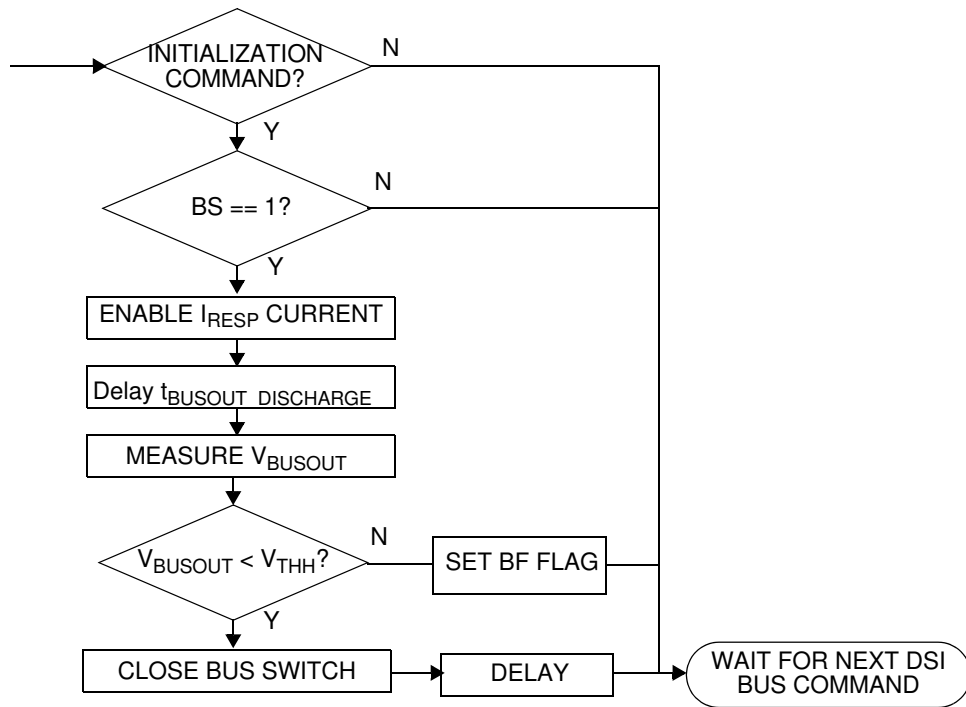 INITIALIZATION
COMMAND?
N
Y
BS == 1?
N
Y
ENABLE IRESP CURRENT
Delay tBUSOUT_DISCHARGE
MEASURE VBUSOUT
VBUSOUT < VTHH?
N
SET BF FLAG
Y
CLOSE BUS SWITCH
DELAY
WAIT FOR NEXT DSI
BUS COMMAND